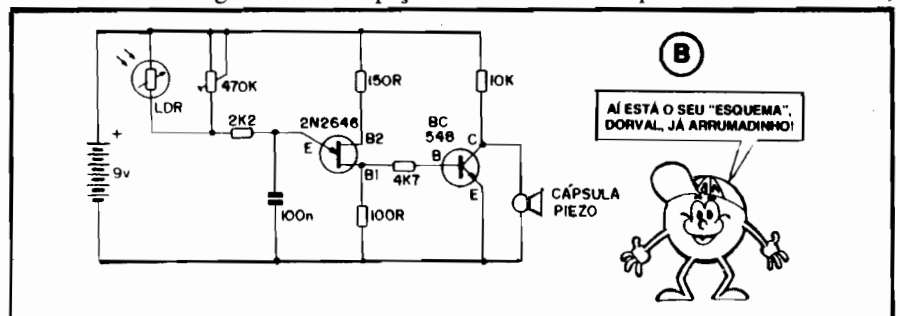 B
AÍ ESTÁ O SEU "ESQUEMA",
DORVAL, JÁ ARRUMADINHO!
470K
LDR
2K2
150R
10K
2N2646
B2
E
B1
BC
548
C
B
4K7
E
+
9v
100n
100R
CÁPSULA
PIEZO